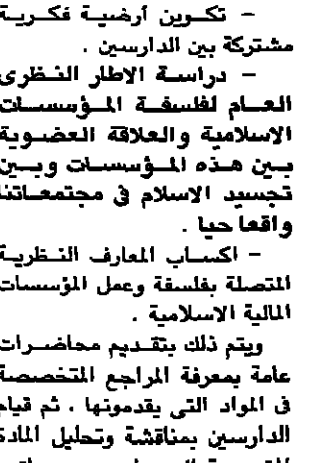 – تكوين أرضية فكرية
مشتركة بين الدارسين .
– دراسة الاطار النظرى
العام لفلسفة المؤسسات
الاسلامية والعلاقة العضوية
بين هذه المؤسسات وبين
تجسيد الاسلام فى مجتمعاتنا
واقعا حيا .
– اكساب المعارف النظرية
المتصلة بفلسفة وعمل المؤسسات
المالية الاسلامية .
ويتم ذلك بتقديم محاضرات
عامة بمعرفة المراجع المتخصصة
فى المواد التى يقدمونها . ثم قيام
الدارسين بمناقشة وتحليل المادة